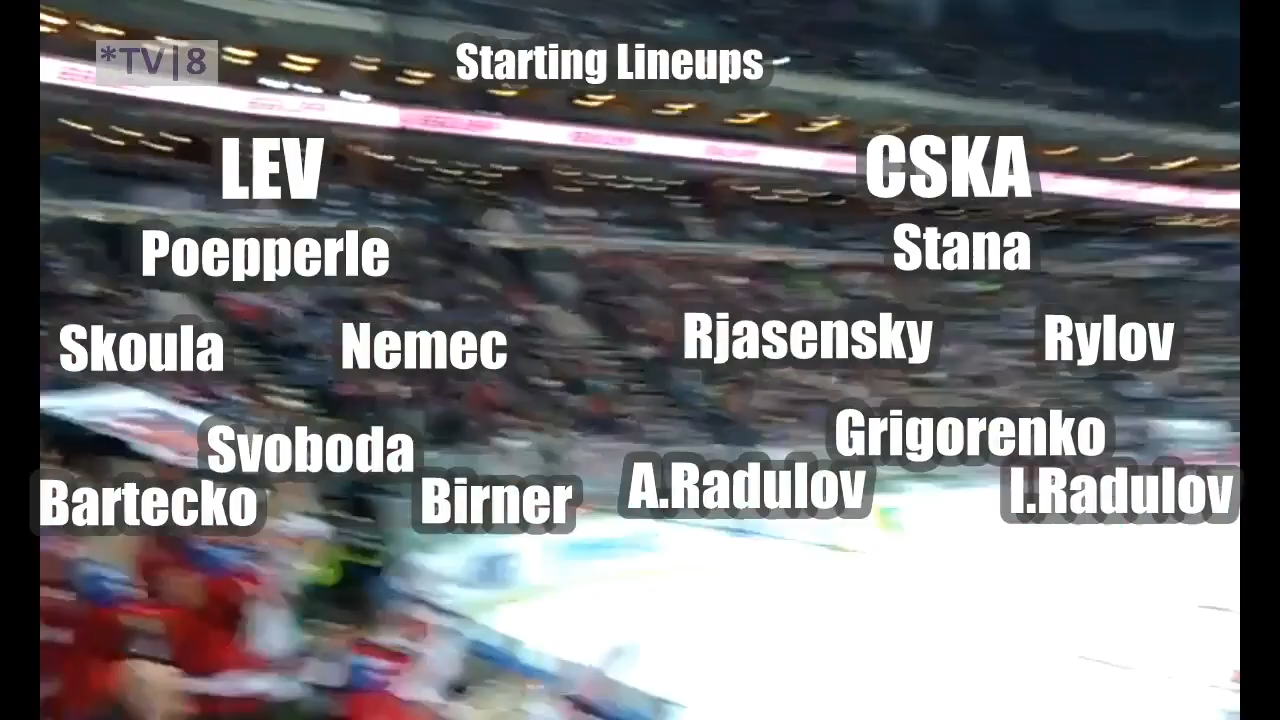 *TV|8
Starting Lineups
LEV
CSKA
Poepperle
Stana
Skoula Nemec
Rjasensky Rylov
Svoboda
Grigorenko
Bartecko Birner
A.Radulov I.Radulov